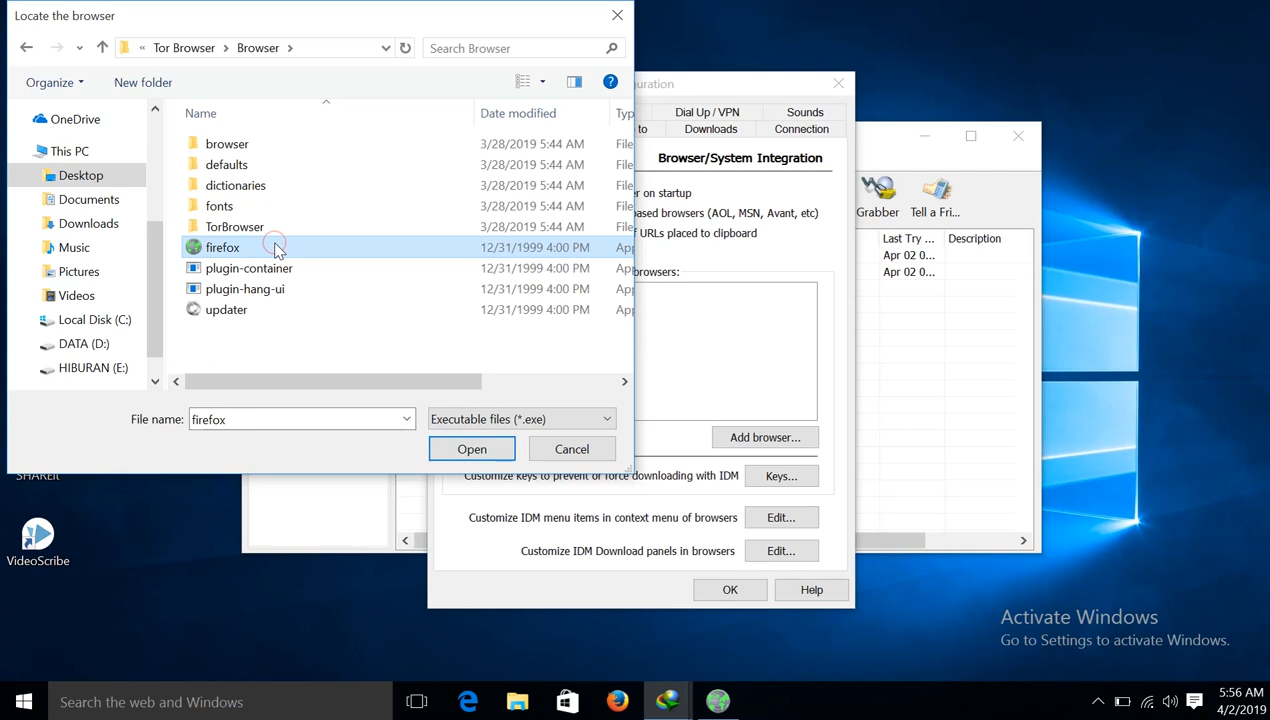 Locate the browser
« Tor Browser > Browser >
Search Browser
Organize
New folder
Name
Date modified
Typ
OneDrive
This PC
Desktop
Documents
Downloads
Music
Pictures
Videos
Local Disk (C:)
DATA (D:)
HIBURAN (E:)
browser 3/28/2019 5:44 AM File
defaults 3/28/2019 5:44 AM File
dictionaries 3/28/2019 5:44 AM File
fonts 3/28/2019 5:44 AM File
TorBrowser 3/28/2019 5:44 AM File
firefox 12/31/1999 4:00 PM App
plugin-container 12/31/1999 4:00 PM App
plugin-hang-ui 12/31/1999 4:00 PM App
updater 12/31/1999 4:00 PM App
File name: firefox
Executable files (*.exe)
Open
Cancel
uration
Dial Up / VPN
Sounds
to
Downloads
Connection
Browser/System Integration
er on startup
based browsers (AOL, MSN, Avant, etc)
f URLs placed to clipboard
browsers:
Add browser...
Customize keys to prevent or force downloading with IDM
Keys...
Customize IDM menu items in context menu of browsers
Edit...
Customize IDM Download panels in browsers
Edit...
OK
Help
Grabber
Tell a Fri...
Last Try ...
Description
Apr 02 0...
Apr 02 0...
SHAREit
VideoScribe
Activate Windows
Go to Settings to activate Windows.
Search the web and Windows
5:56 AM
4/2/2019